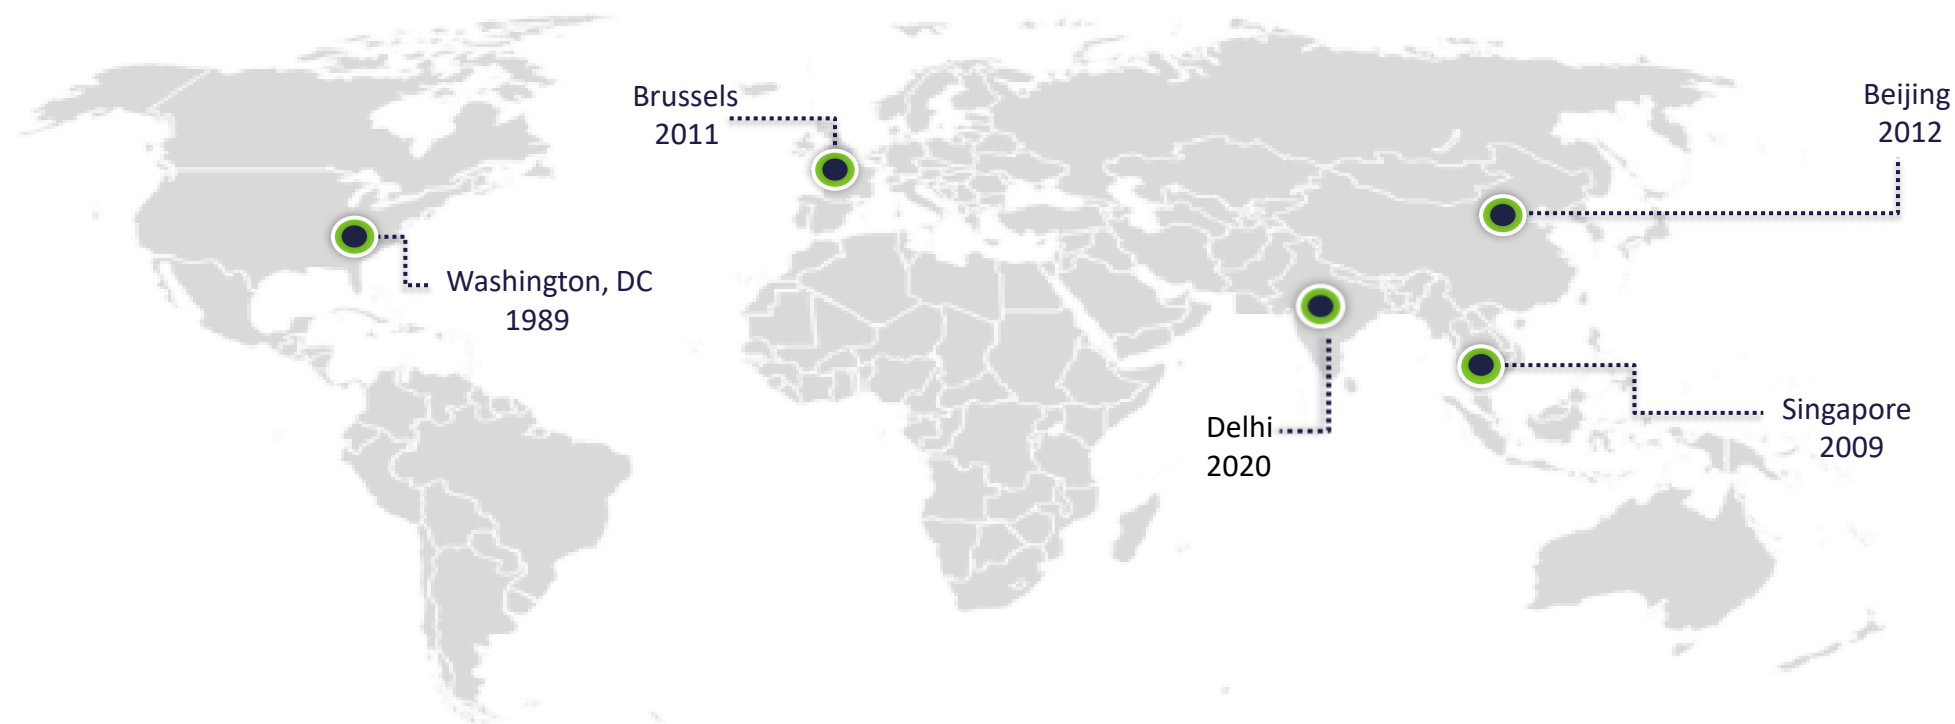 Brussels
2011
Beijing
2012
Washington, DC
1989
Delhi
2020
Singapore
2009